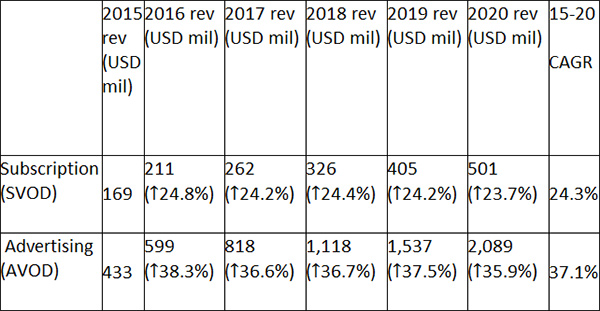 2015 rev (USD mil)
2016 rev (USD mil)
2017 rev (USD mil)
2018 rev (USD mil)
2019 rev (USD mil)
2020 rev (USD mil)
15-20
CAGR
Subscription (SVOD)
169
211
(↑24.8%)
262
(↑24.2%)
326
(↑24.4%)
405
(↑24.2%)
501
(↑23.7%)
24.3%
Advertising (AVOD)
433
599
(↑38.3%)
818
(↑36.6%)
1,118
(↑36.7%)
1,537
(↑37.5%)
2,089
(↑35.9%)
37.1%